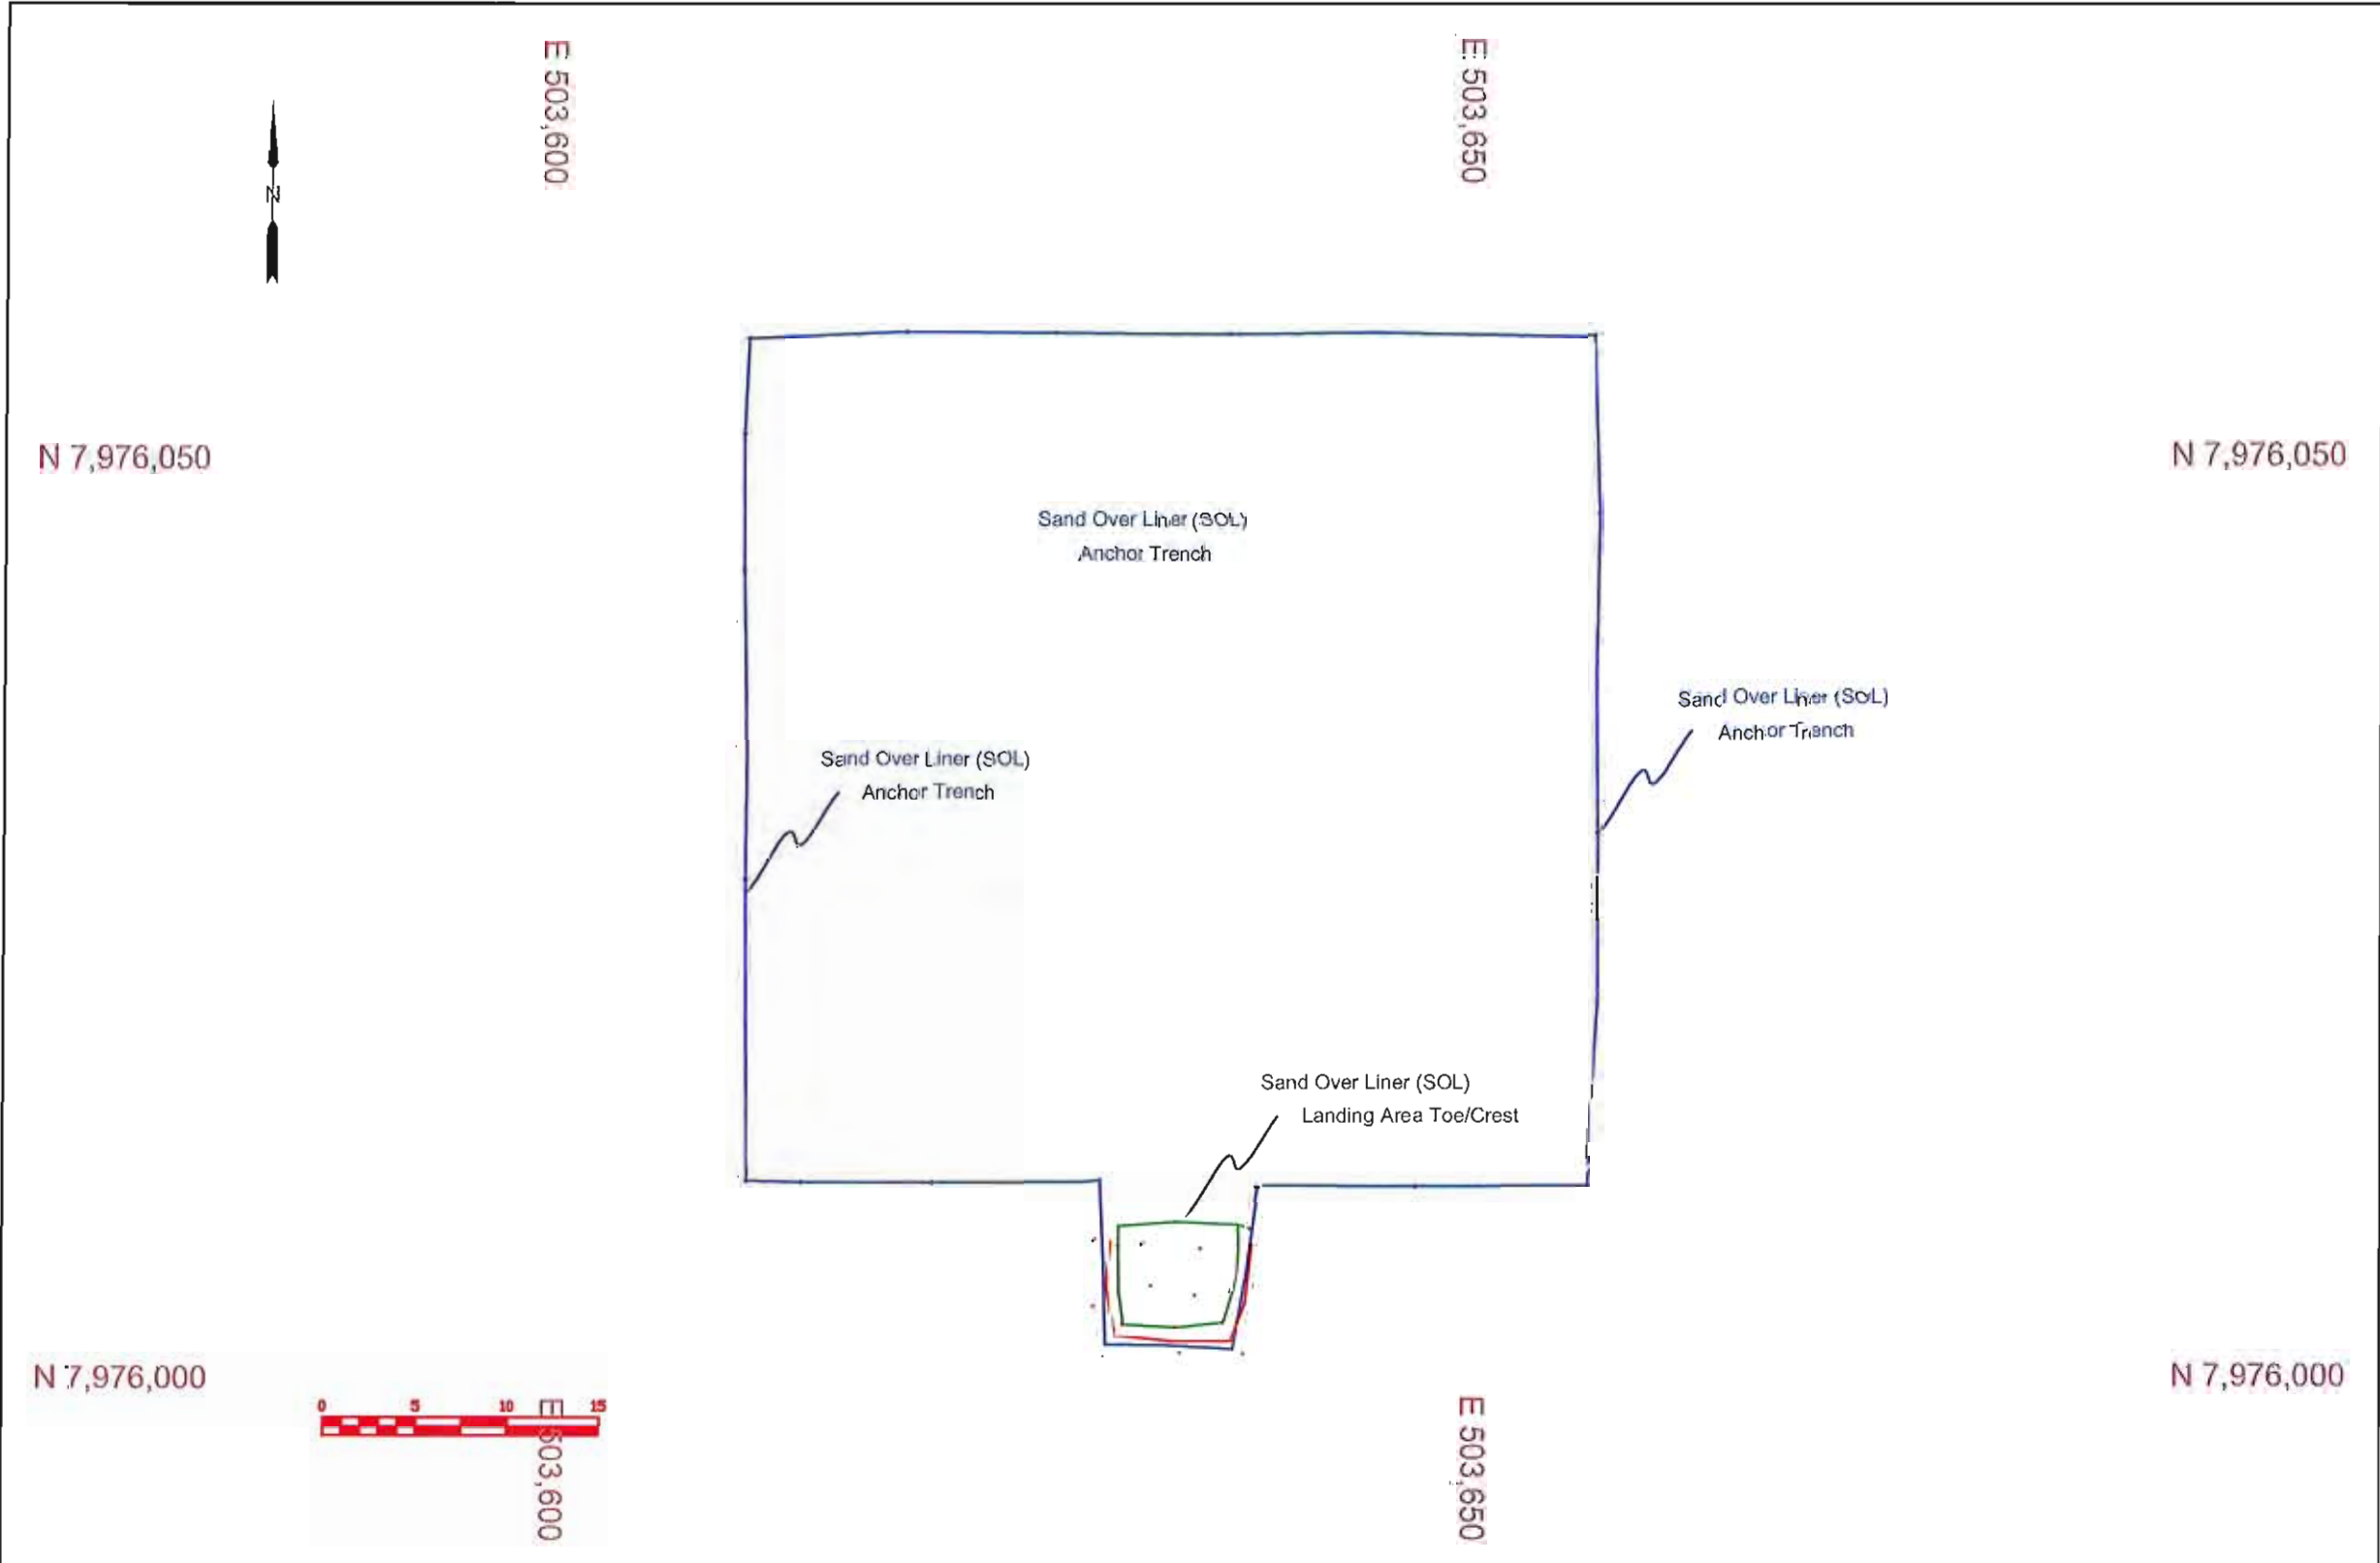 E 503,600
E 503,650
N
N 7,976,050
N 7,976,050
Sand Over Liner (SOL)
Anchor Trench
Sand Over Liner (SOL)
Anchor Trench
Sand Over Liner (SOL)
Anchor Trench
Sand Over Liner (SOL)
Landing Area Toe/Crest
N 7,976,000
N 7,976,000
0 5 10 15
E 503,600
E 503,650